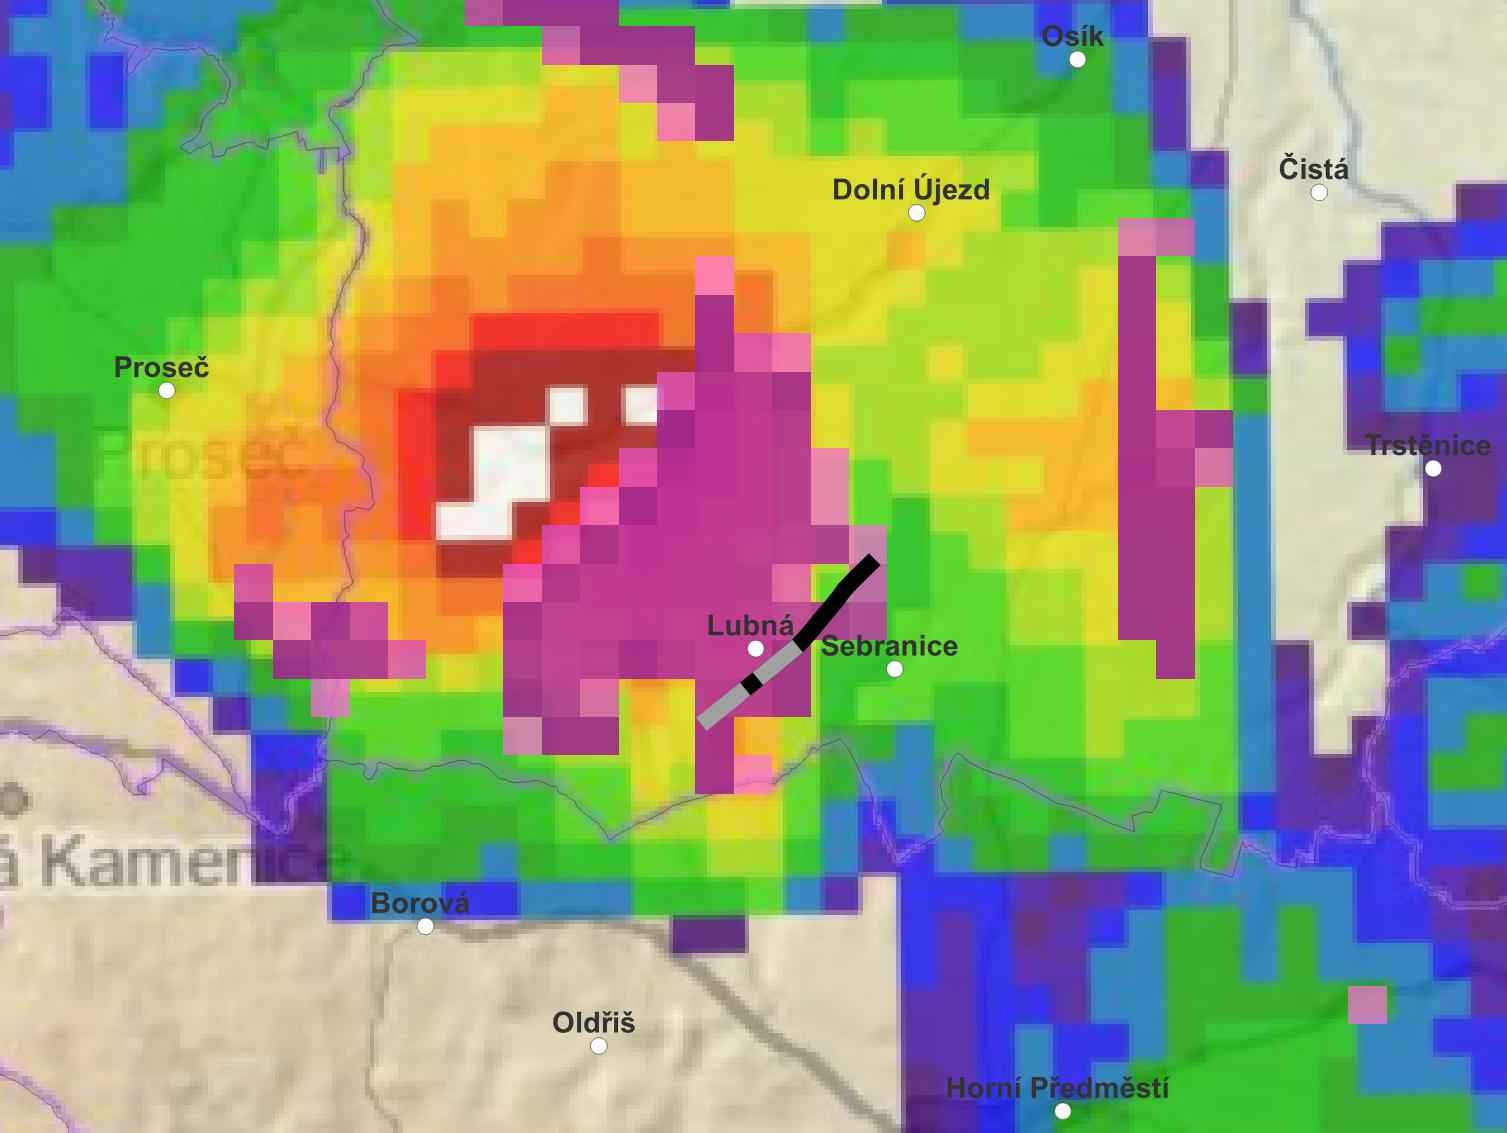 Osík
Čistá
Dolní Újezd
Proseč
Proseč
Trstěnice
Lubná
Sebranice
á Kamenice
Borová
Oldřiš
Horní Předměstí